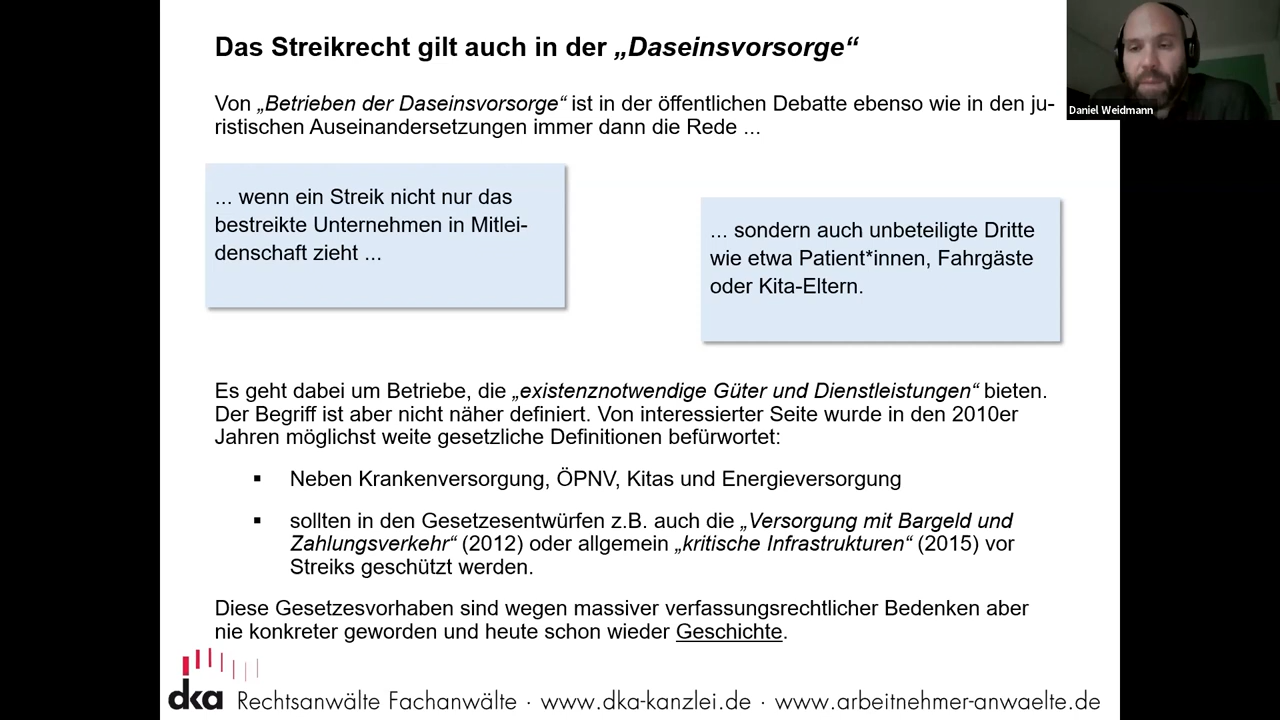 Das Streikrecht gilt auch in der „Daseinsvorsorge“
Von „Betrieben der Daseinsvorsorge“ ist in der öffentlichen Debatte ebenso wie in den ju-
ristischen Auseinandersetzungen immer dann die Rede ...
... wenn ein Streik nicht nur das
bestreikte Unternehmen in Mitlei-
denschaft zieht ...
... sondern auch unbeteiligte Dritte
wie etwa Patient*innen, Fahrgäste
oder Kita-Eltern.
Es geht dabei um Betriebe, die „existenznotwendige Güter und Dienstleistungen“ bieten.
Der Begriff ist aber nicht näher definiert. Von interessierter Seite wurde in den 2010er
Jahren möglichst weite gesetzliche Definitionen befürwortet:
▪ Neben Krankenversorgung, ÖPNV, Kitas und Energieversorgung
▪ sollten in den Gesetzesentwürfen z.B. auch die „Versorgung mit Bargeld und
Zahlungsverkehr“ (2012) oder allgemein „kritische Infrastrukturen“ (2015) vor
Streiks geschützt werden.
Diese Gesetzesvorhaben sind wegen massiver verfassungsrechtlicher Bedenken aber
nie konkreter geworden und heute schon wieder Geschichte.
dka Rechtsanwälte Fachanwälte · www.dka-kanzlei.de · www.arbeitnehmer-anwaelte.de
Daniel Weidmann